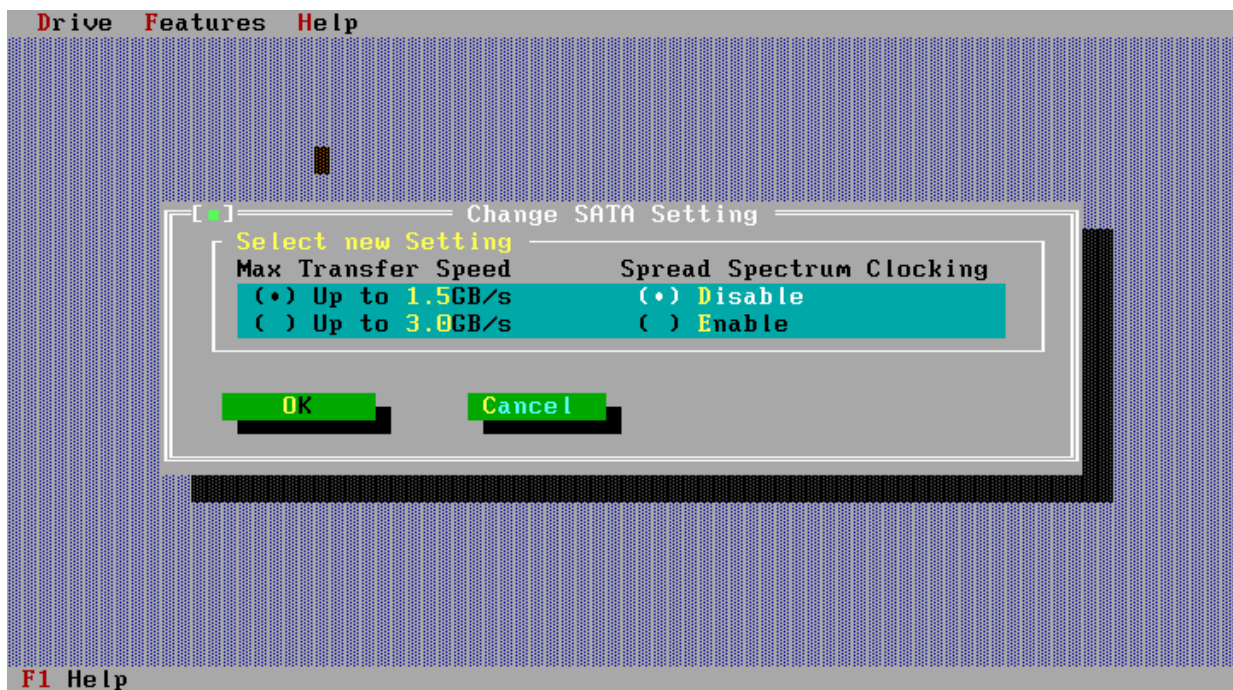 Drive Features Help
[■] Change SATA Setting
Select new Setting
Max Transfer Speed Spread Spectrum Clocking
(•) Up to 1.5GB/s (•) Disable
( ) Up to 3.0GB/s ( ) Enable
OK Cancel
F1 Help